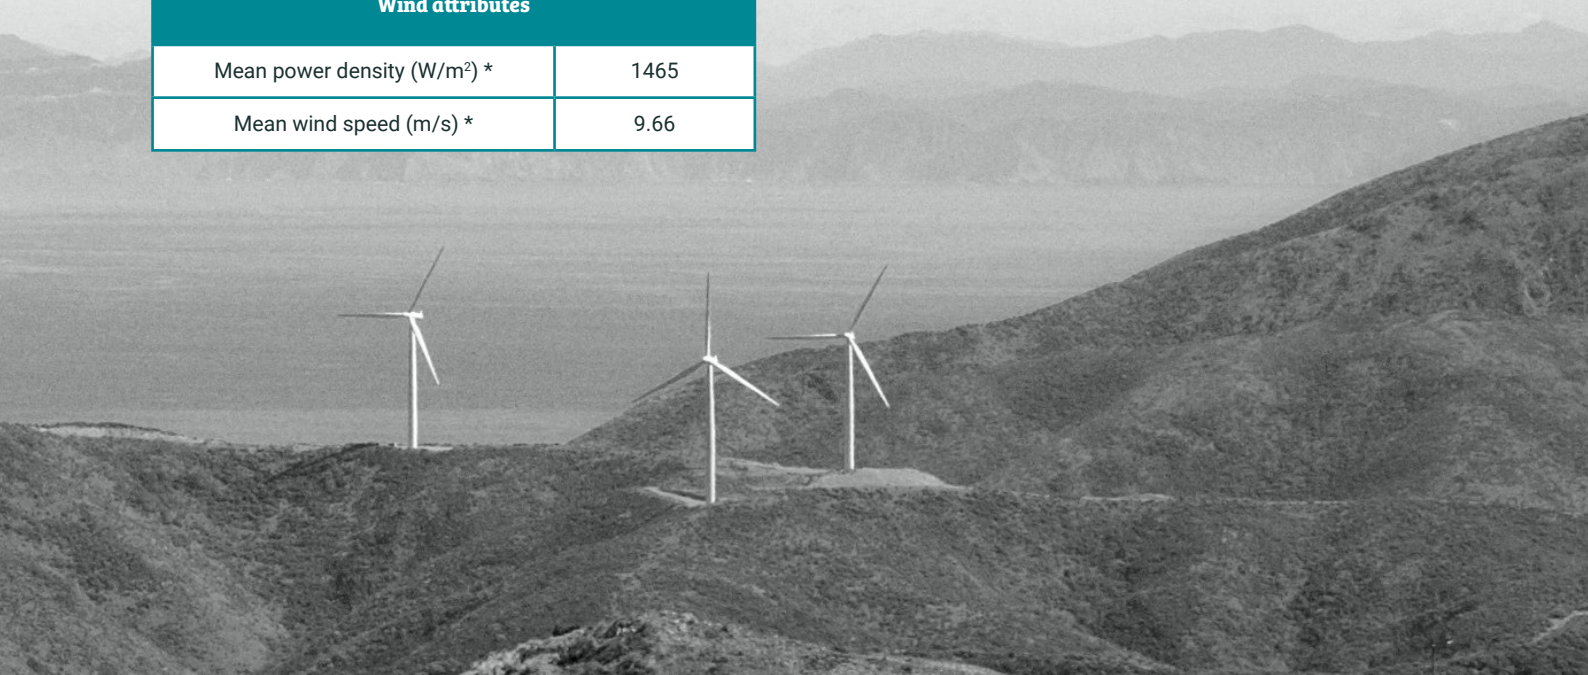 Wind attributes
Mean power density (W/m²) * 1465
Mean wind speed (m/s) * 9.66